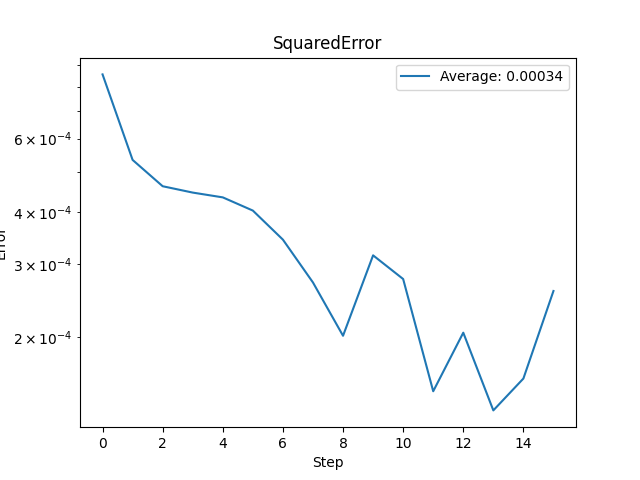 SquaredError
Average: 0.00034
6 × 10⁻⁴
4 × 10⁻⁴
3 × 10⁻⁴
2 × 10⁻⁴
Error
0 2 4 6 8 10 12 14
Step